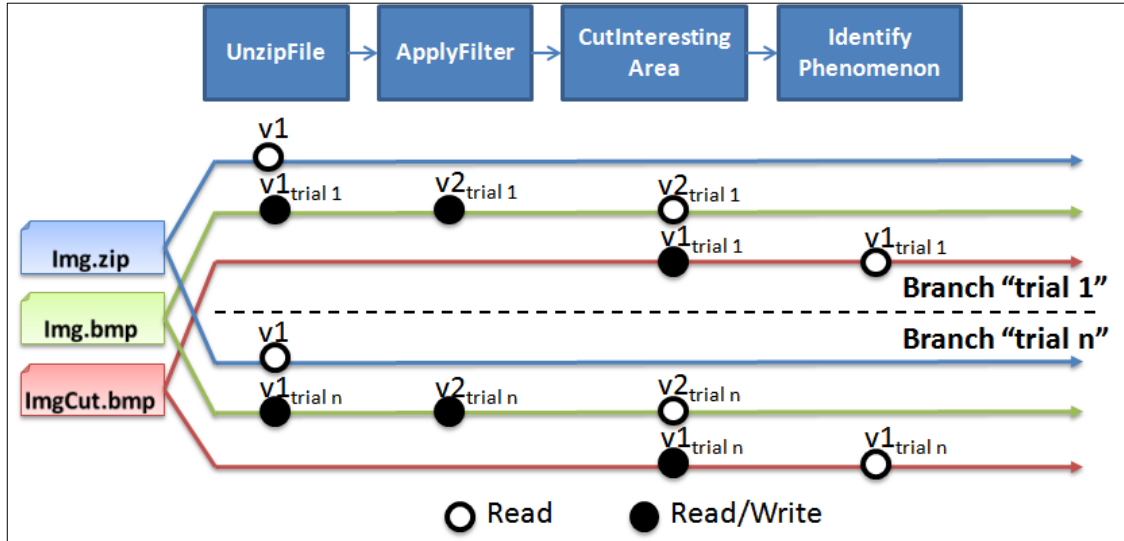 UnzipFile
ApplyFilter
CutInteresting
Area
Identify
Phenomenon
v1
v1trial 1
v2trial 1
v2trial 1
v1trial 1
v1trial 1
Img.zip
Img.bmp
ImgCut.bmp
Branch “trial 1”
Branch “trial n”
v1
v1trial n
v2trial n
v2trial n
v1trial n
v1trial n
Read
Read/Write